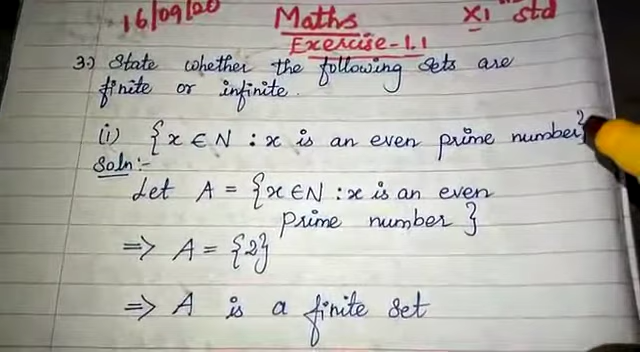 16/09/20 Maths XI std
Exercise-1.1
3.) State whether the following sets are
finite or infinite.
(i) {x ∈ N : x is an even prime number}
Soln:-
Let A = {x ∈ N : x is an even
prime number}
⇒ A = {2}
⇒ A is a finite set